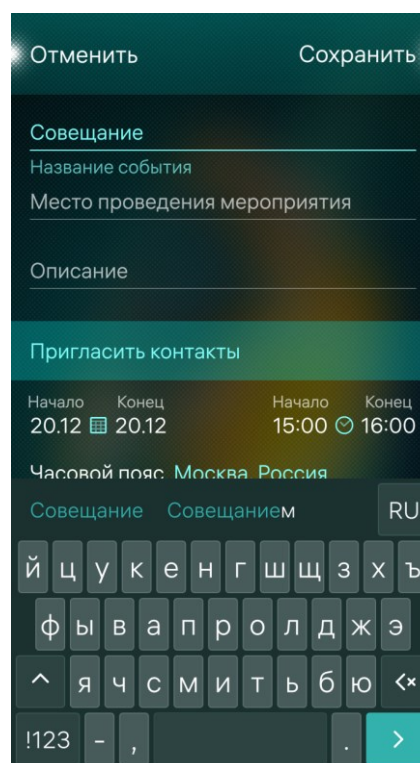 Отменить Сохранить
Совещание
Название события
Место проведения мероприятия
Описание
Пригласить контакты
Начало Конец Начало Конец
20.12 20.12 15:00 16:00
Часовой пояс Москва, Россия
Совещание Совещанием RU
й ц у к е н г ш щ з х ъ
ф ы в а п р о л д ж э
я ч с м и т ь б ю
!123 - , .